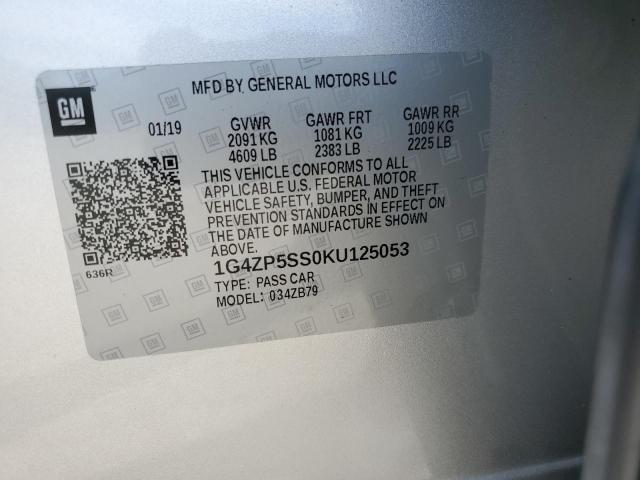 GM
MFD BY GENERAL MOTORS LLC
01/19
GVWR GAWR FRT GAWR RR
2091 KG 1081 KG 1009 KG
4609 LB 2383 LB 2225 LB
THIS VEHICLE CONFORMS TO ALL
APPLICABLE U.S. FEDERAL MOTOR
VEHICLE SAFETY, BUMPER, AND THEFT
PREVENTION STANDARDS IN EFFECT ON
THE DATE OF MANUFACTURE SHOWN
ABOVE.
1G4ZP5SS0KU125053
TYPE: PASS CAR
MODEL: 034ZB79
636R